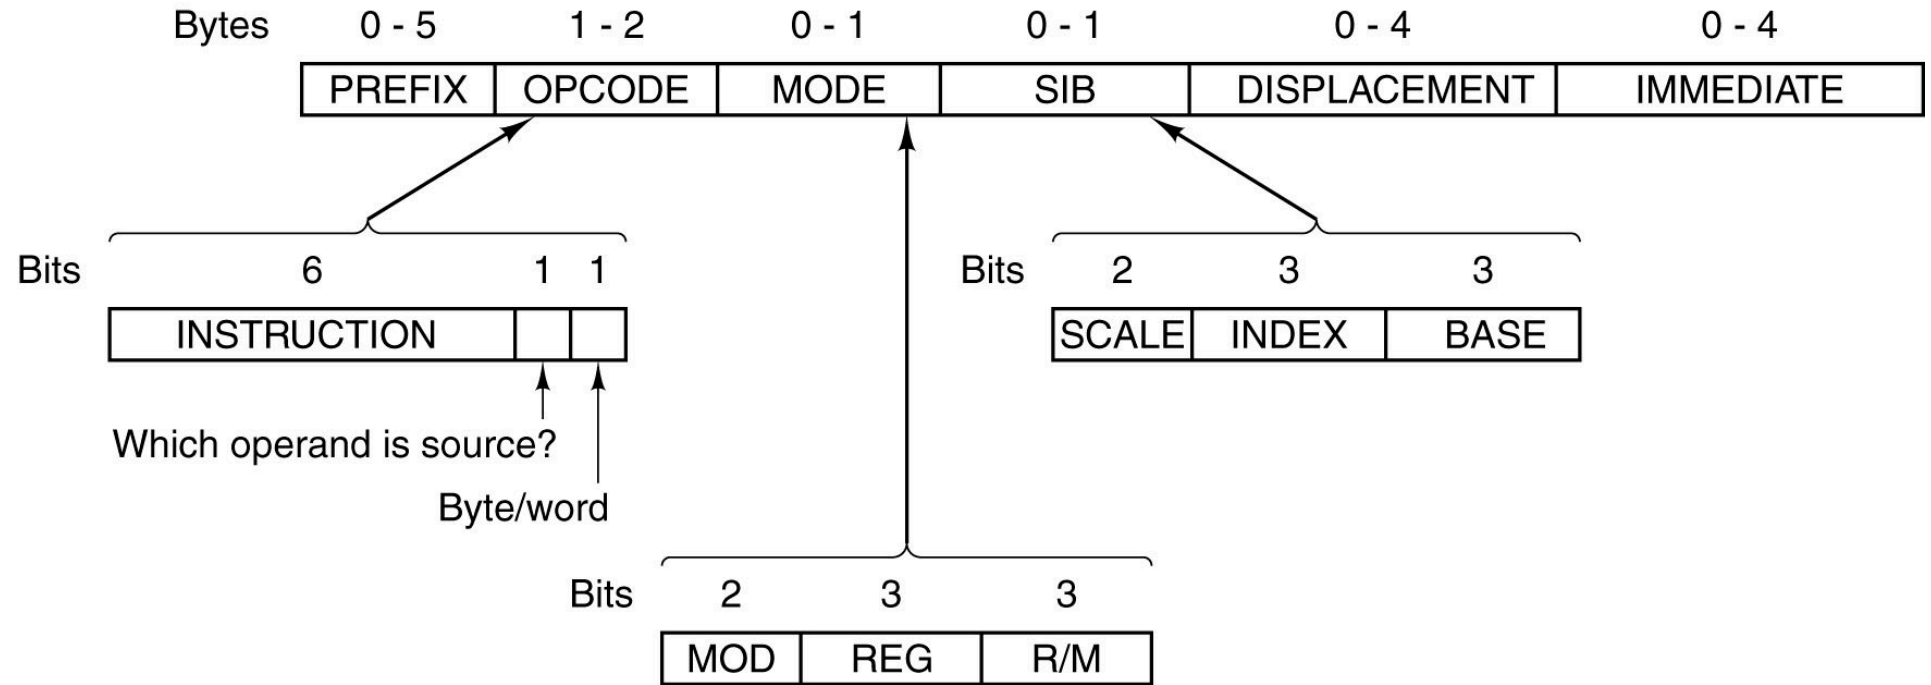 Bytes 0 - 5 1 - 2 0 - 1 0 - 1 0 - 4 0 - 4
PREFIX OPCODE MODE SIB DISPLACEMENT IMMEDIATE
Bits 6 1 1
INSTRUCTION
Which operand is source?
Byte/word
Bits 2 3 3
SCALE INDEX BASE
Bits 2 3 3
MOD REG R/M